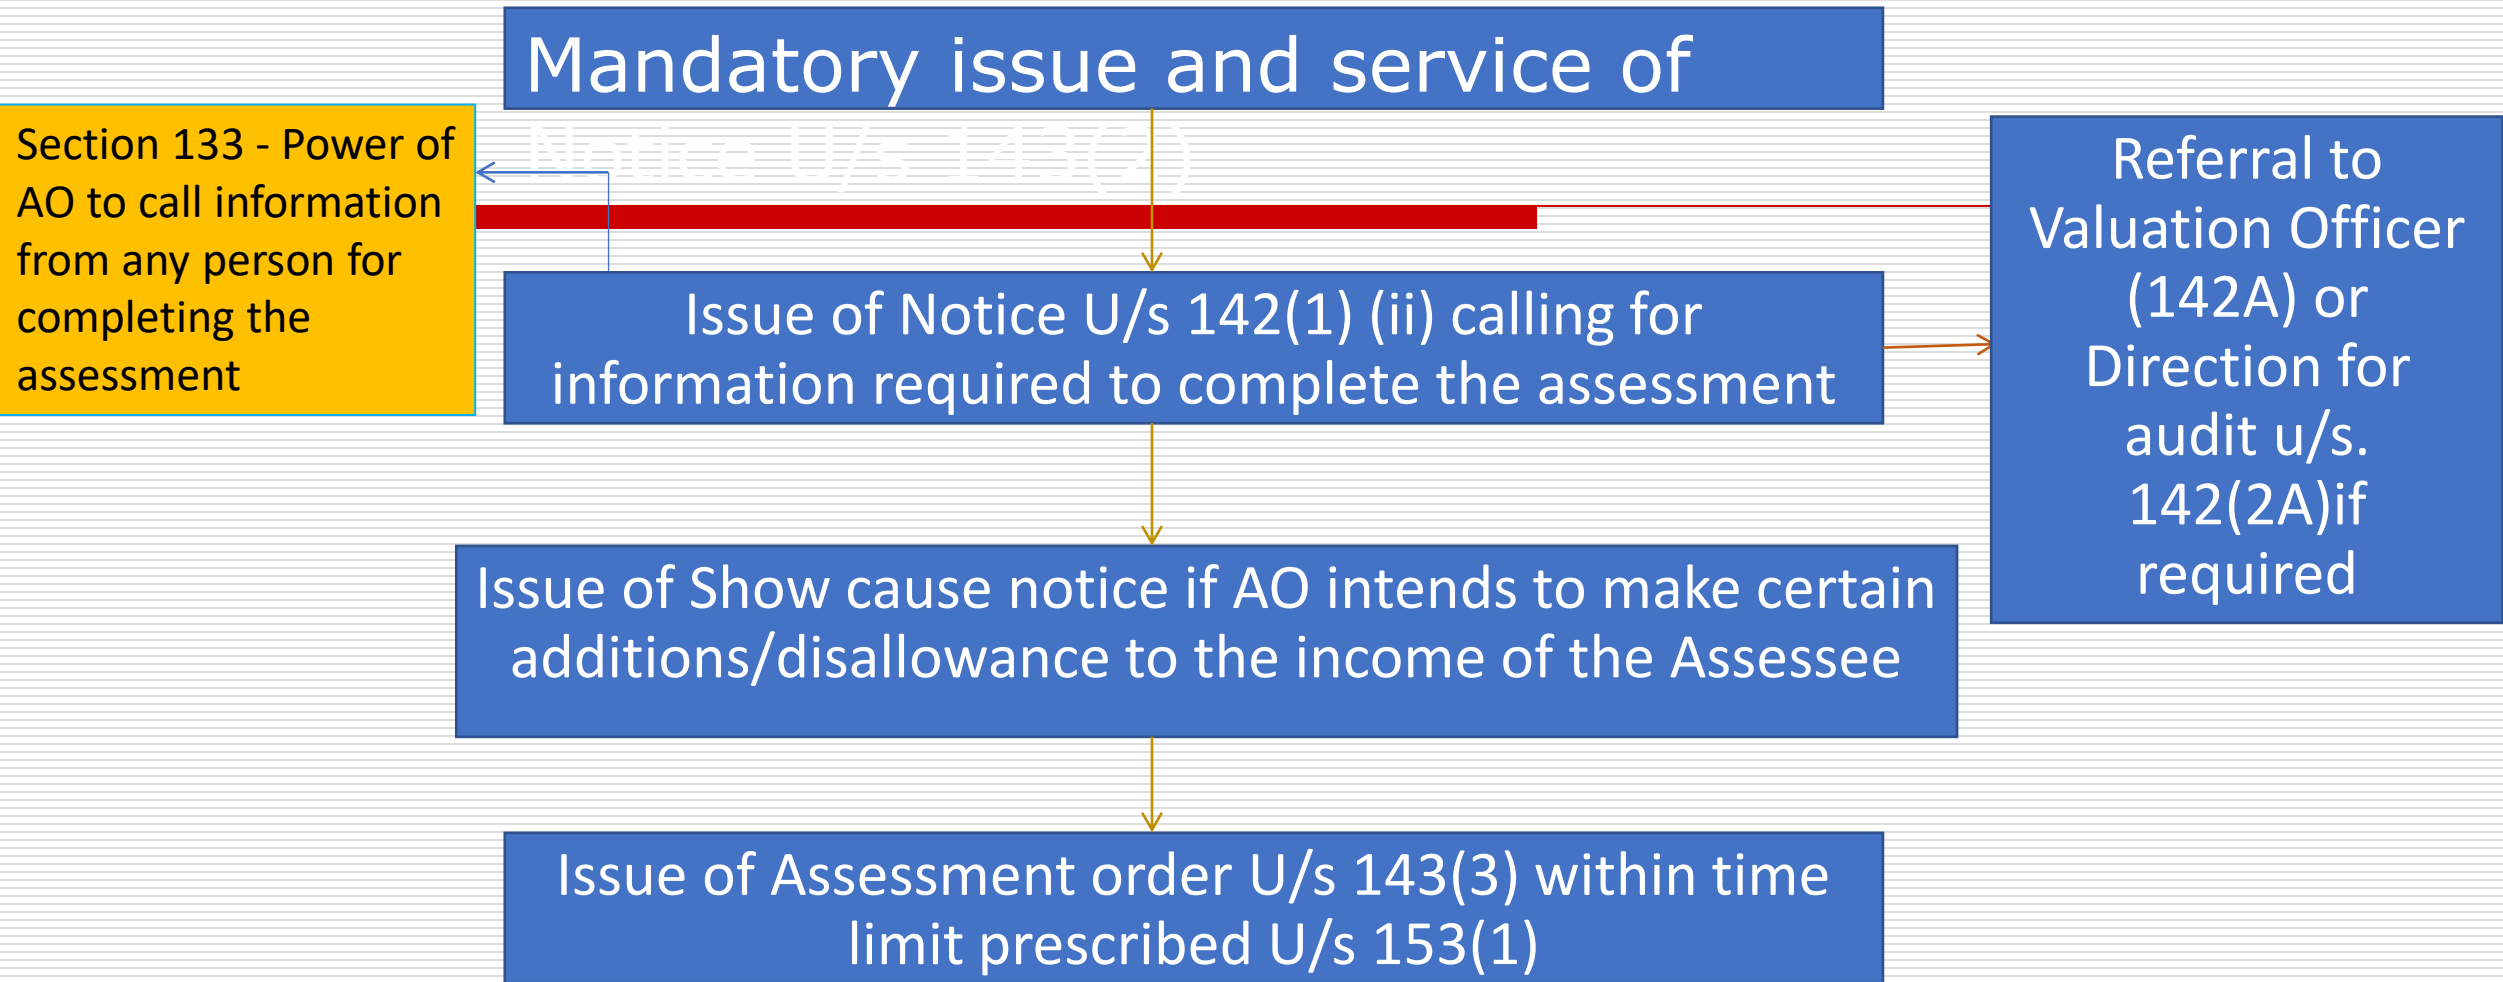 Mandatory issue and service of
Notice U/s 143(2)
Section 133 - Power of
AO to call information
from any person for
completing the
assessment
Referral to
Valuation Officer
(142A) or
Direction for
audit u/s.
142(2A)if
required
Issue of Notice U/s 142(1) (ii) calling for
information required to complete the assessment
Issue of Show cause notice if AO intends to make certain
additions/disallowance to the income of the Assessee
Issue of Assessment order U/s 143(3) within time
limit prescribed U/s 153(1)